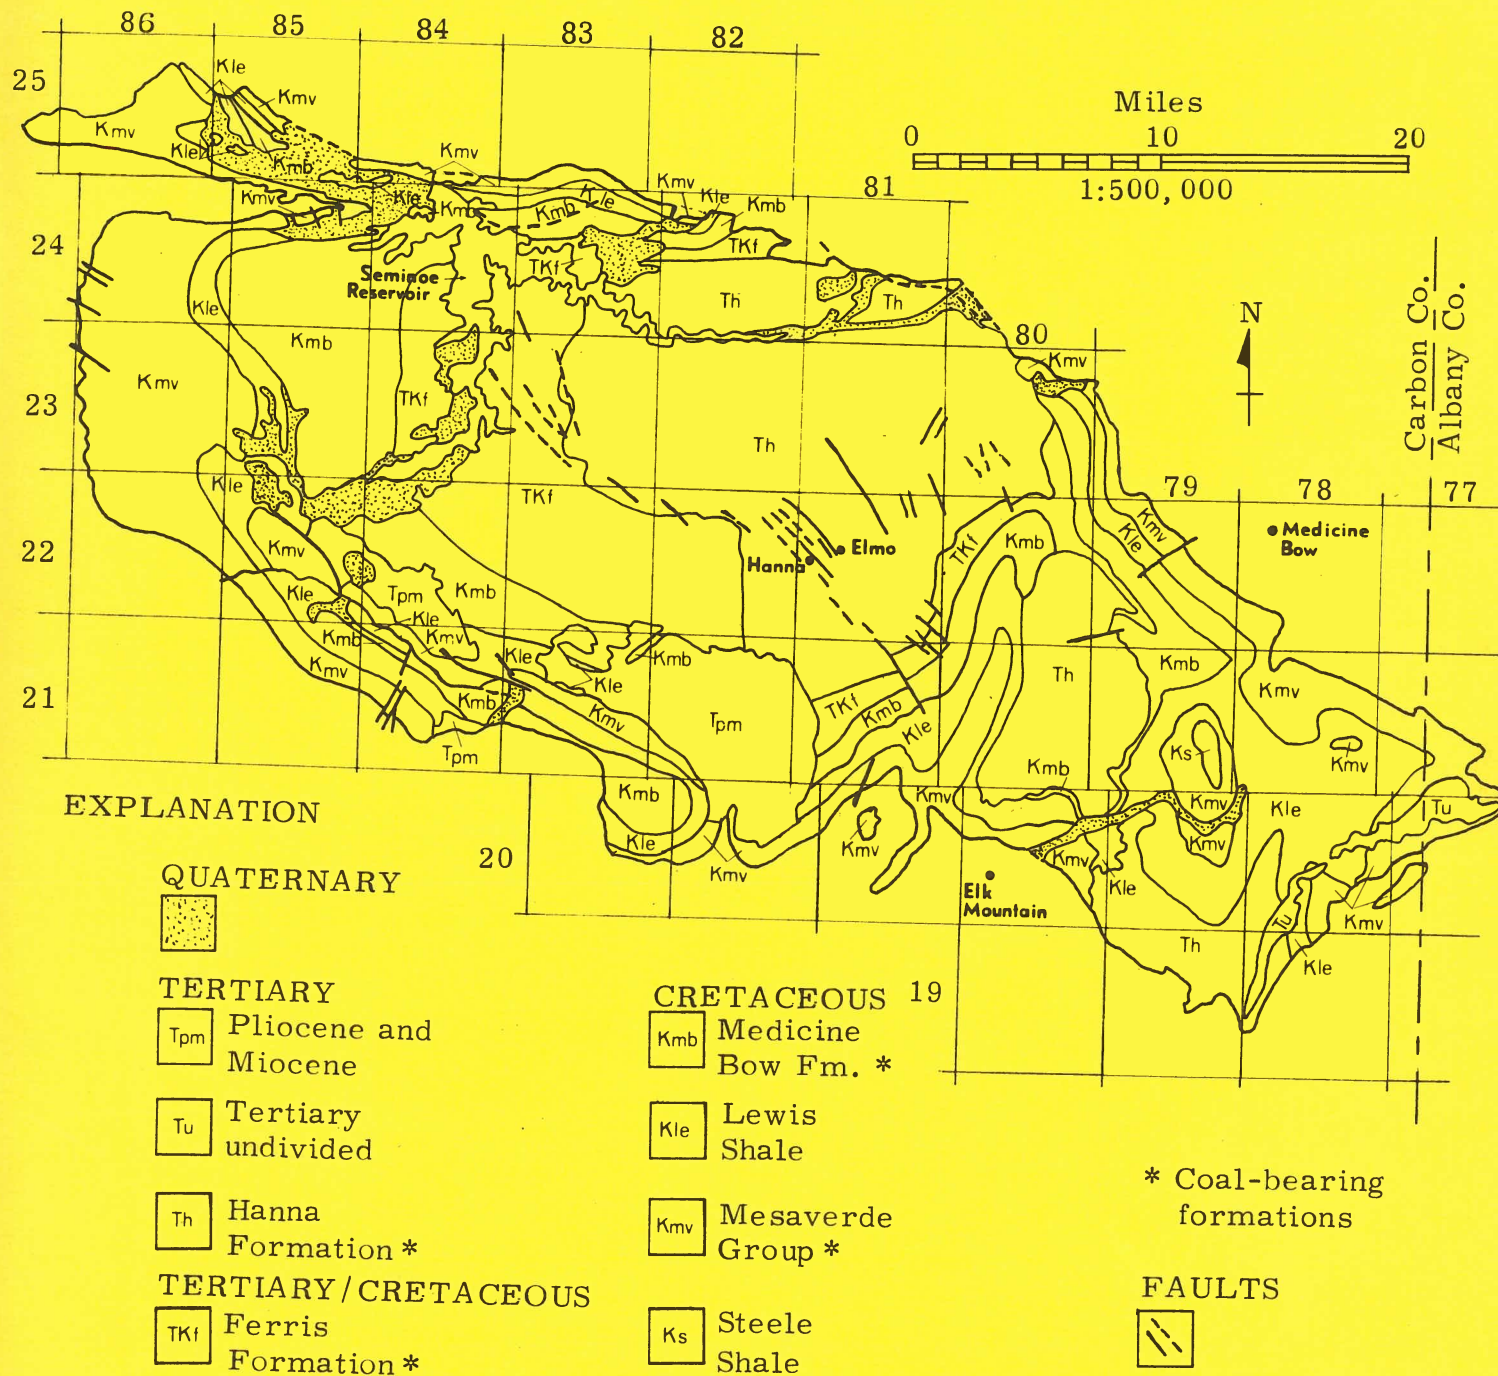 86 85 84 83 82
25
Kle
Kmv
Kmv
Kle
Kmb
Kmv
Kmv
Kle
Kmb
Kmb
Kle
Kmv
Kle
Kmb
TKf
81
Miles
0 10 20
1:500,000
24
Seminoe
Reservoir
TKf
Th
Th
Kle
Kmb
Kmv
TKf
N
80
Kmv
Carbon Co.
Albany Co.
23
Th
Kle
TKf
79 78 77
Kmv
Kle
Medicine
Bow
22
Kmv
Kle
Tpm
Kmb
Kle
Kmv
Hanna
Elmo
TKf
Kmb
Kmb
Kmv
Kle
Kle
Kmb
Th
Kmb
Kmv
21
Kmb
Tpm
Kmv
Tpm
TKf
Kmb
Kle
Ks
Kmv
Kmb
Kle
Kmv
Kmv
Kmv
Kmb
Kmv
Kle
Tu
Kmv
Kmv
Kle
20
Elk
Mountain
Th
Tu
Kmv
Kle
19
EXPLANATION
QUATERNARY
TERTIARY
Tpm Pliocene and
Miocene
Tu Tertiary
undivided
Th Hanna
Formation *
TERTIARY/CRETACEOUS
TKf Ferris
Formation *
CRETACEOUS
Kmb Medicine
Bow Fm. *
Kle Lewis
Shale
Kmv Mesaverde
Group *
Ks Steele
Shale
* Coal-bearing
formations
FAULTS